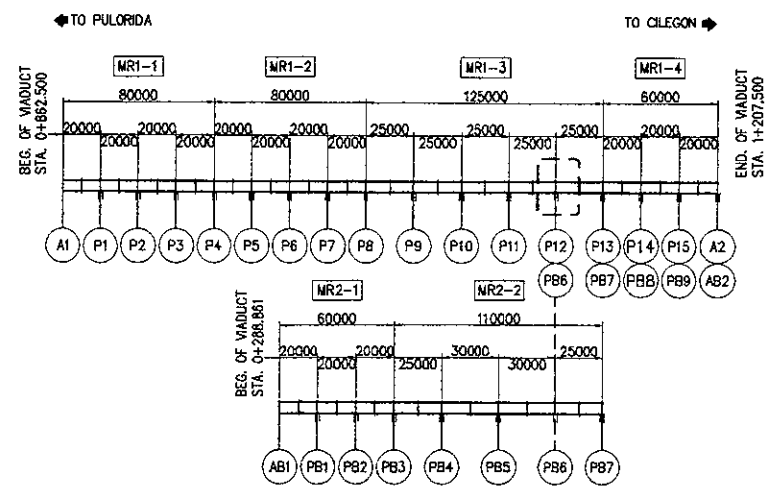 TO PULORIDA
TO CILEGON
MR1-1
MR1-2
MR1-3
MR1-4
80000
80000
125000
60000
BEG. OF VIADUCT
STA. 0+862.500
END. OF VIADUCT
STA. 1+207.500
20000 20000 20000 20000 25000 25000 25000 20000
20000 20000 20000 20000 25000 25000 20000 20000
A1 P1 P2 P3 P4 P5 P6 P7 P8 P9 P10 P11 P12 P13 P14 P15 A2
PB6 PB7 PB8 PB9 AB2
MR2-1
MR2-2
60000
110000
BEG. OF VIADUCT
STA. 0+288.861
20000 20000 30000 25000
20000 25000 30000
AB1 PB1 PB2 PB3 PB4 PB5 PB6 PB7